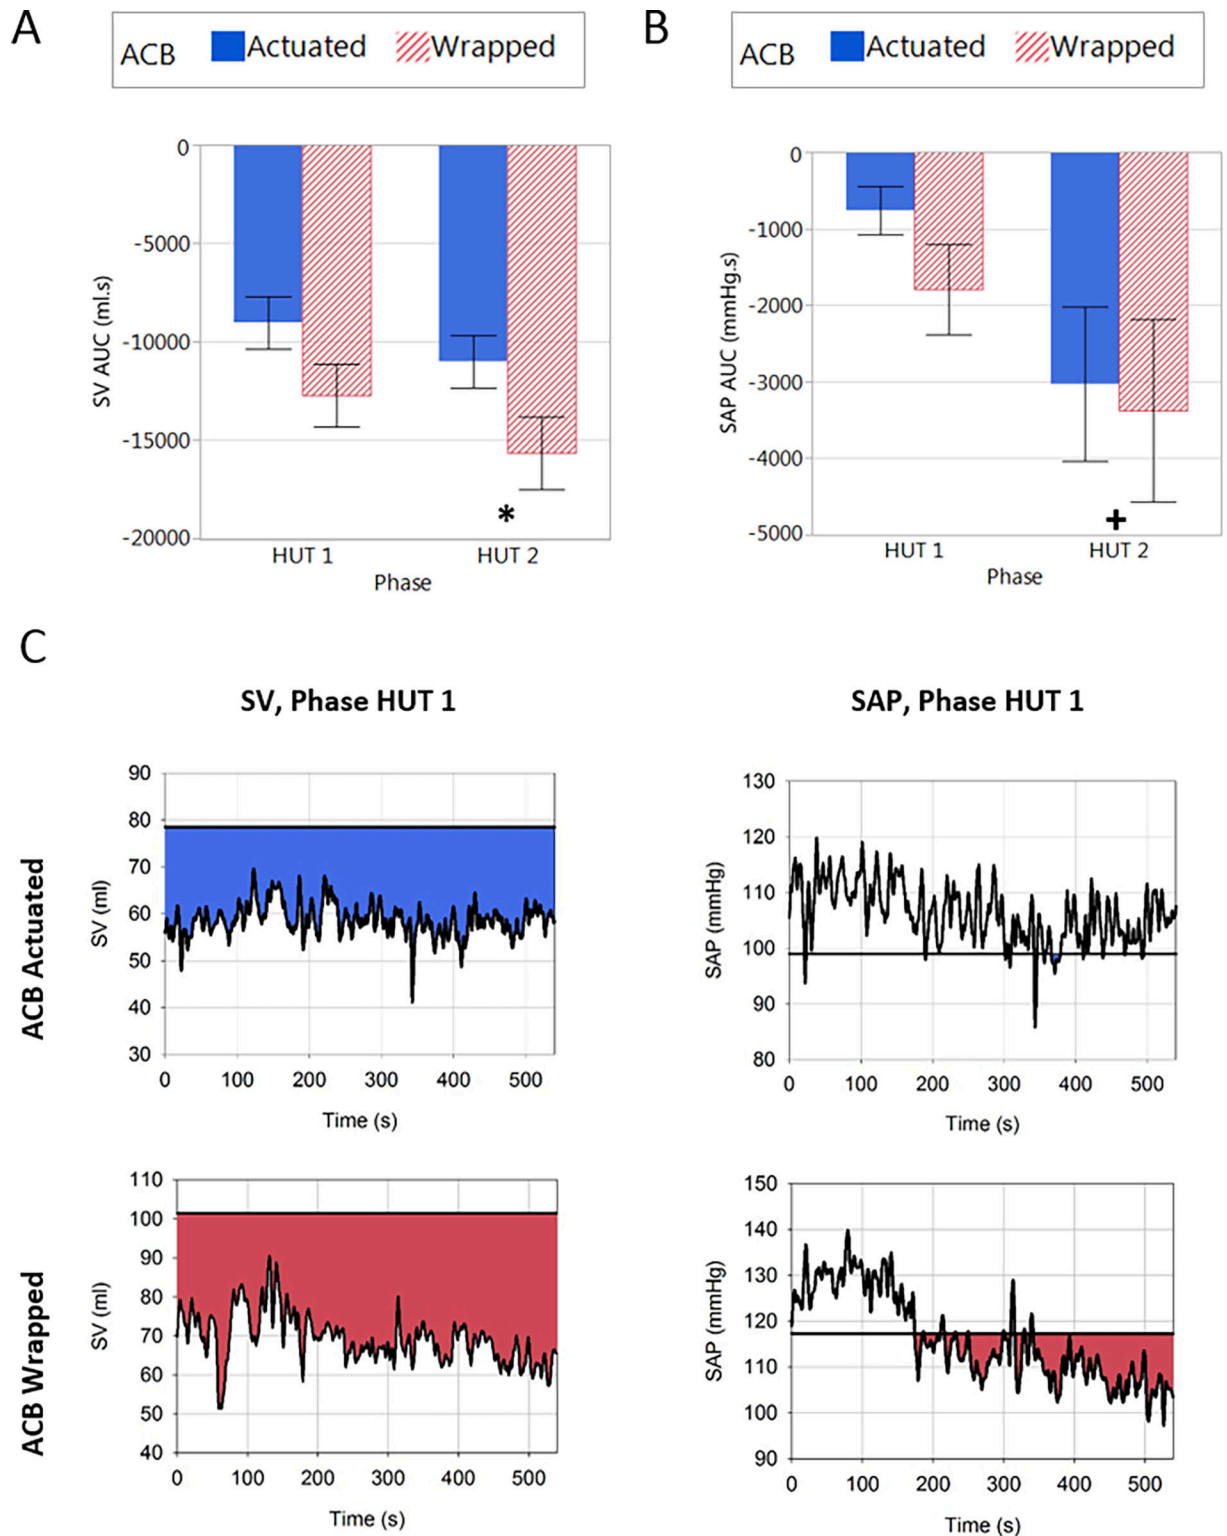 A
ACB Actuated Wrapped
0
-5000
-10000
-15000
-20000
SV AUC (ml.s)
*
HUT 1 HUT 2
Phase
B
ACB Actuated Wrapped
0
-1000
-2000
-3000
-4000
-5000
SAP AUC (mmHg.s)
+
HUT 1 HUT 2
Phase
C
SV, Phase HUT 1
SAP, Phase HUT 1
ACB Actuated
90
80
70
60
50
40
30
SV (ml)
0 100 200 300 400 500
Time (s)
130
120
110
100
90
80
SAP (mmHg)
0 100 200 300 400 500
Time (s)
ACB Wrapped
110
100
90
80
70
60
50
40
SV (ml)
0 100 200 300 400 500
Time (s)
150
140
130
120
110
100
90
SAP (mmHg)
0 100 200 300 400 500
Time (s)